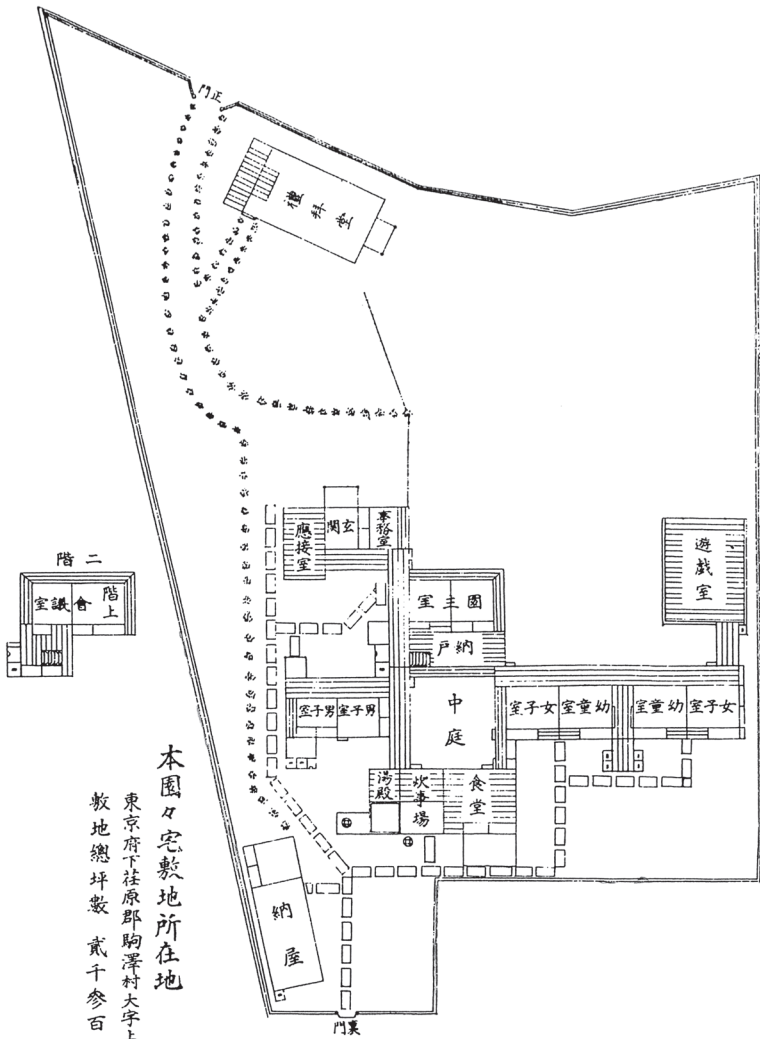 正門
禮拜堂
應接室
玄関
事務室
遊戯室
二階
階上
會議室
園主室
納戸
男子室
男子室
中庭
女子室
幼童室
幼童室
女子室
湯殿
炊事場
食堂
納屋
裏門
本園々宅敷地所在地
東京府下荏原郡駒澤村大字上
敷地總坪數 貳千參百